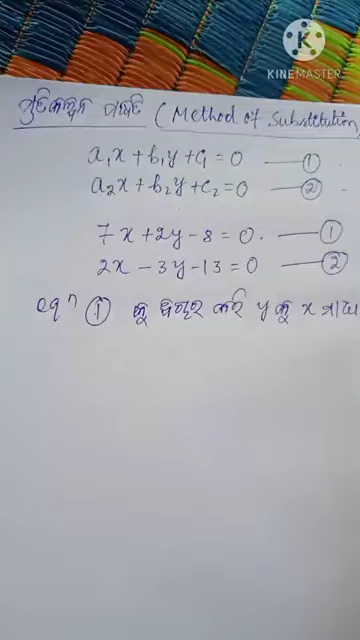 KINEMASTER
ପ୍ରତିକଳ୍ପନ ପଦ୍ଧତି (Method of Substitution
a₁x + b₁y + c₁ = 0 — ①
a₂x + b₂y + c₂ = 0 — ②
7x + 2y - 8 = 0. — ①
2x - 3y - 13 = 0 — ②
eqⁿ ① କୁ ବିଚାର କରି y କୁ x